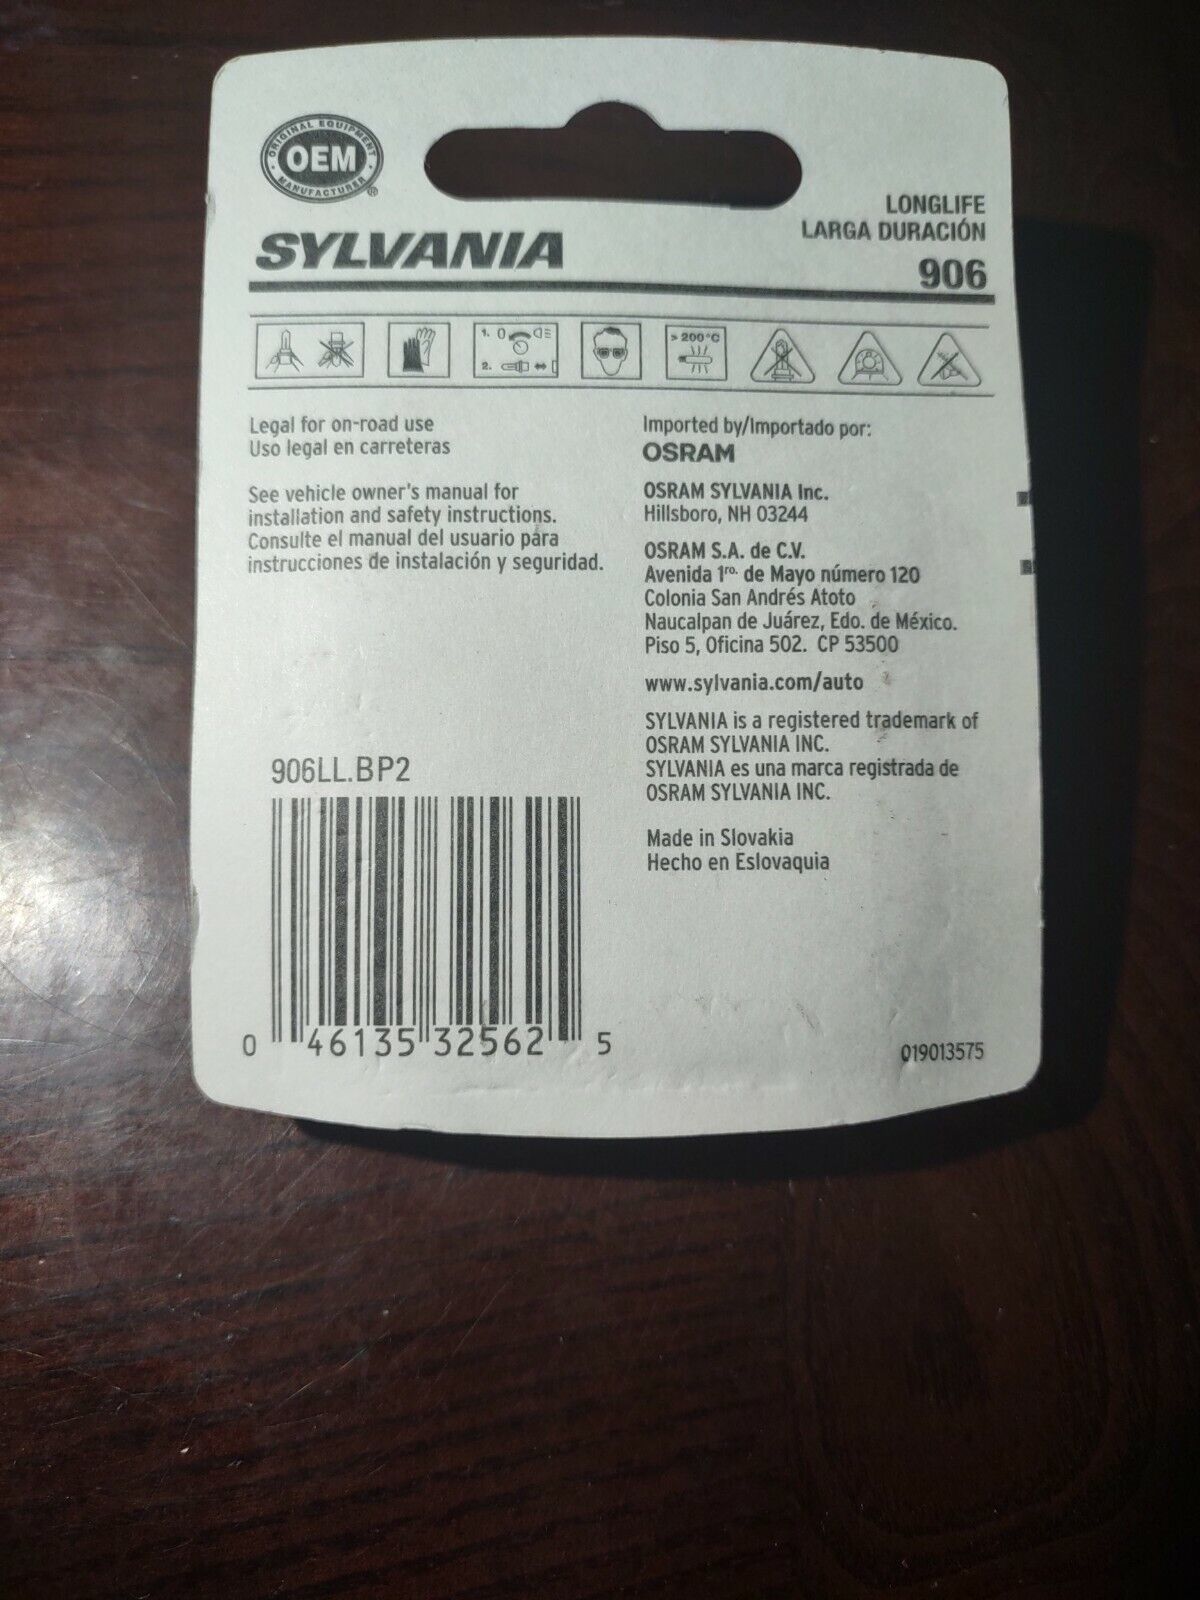 ORIGINAL EQUIPMENT
OEM
MANUFACTURER
®
SYLVANIA
LONGLIFE
LARGA DURACIÓN
906
1. 0
2.
> 200°C
Legal for on-road use
Uso legal en carreteras
See vehicle owner's manual for
installation and safety instructions.
Consulte el manual del usuario para
instrucciones de instalación y seguridad.
906LL.BP2
0 46135 32562 5
Imported by/Importado por:
OSRAM
OSRAM SYLVANIA Inc.
Hillsboro, NH 03244
OSRAM S.A. de C.V.
Avenida 1ro. de Mayo número 120
Colonia San Andrés Atoto
Naucalpan de Juárez, Edo. de México.
Piso 5, Oficina 502. CP 53500
www.sylvania.com/auto
SYLVANIA is a registered trademark of
OSRAM SYLVANIA INC.
SYLVANIA es una marca registrada de
OSRAM SYLVANIA INC.
Made in Slovakia
Hecho en Eslovaquia
019013575